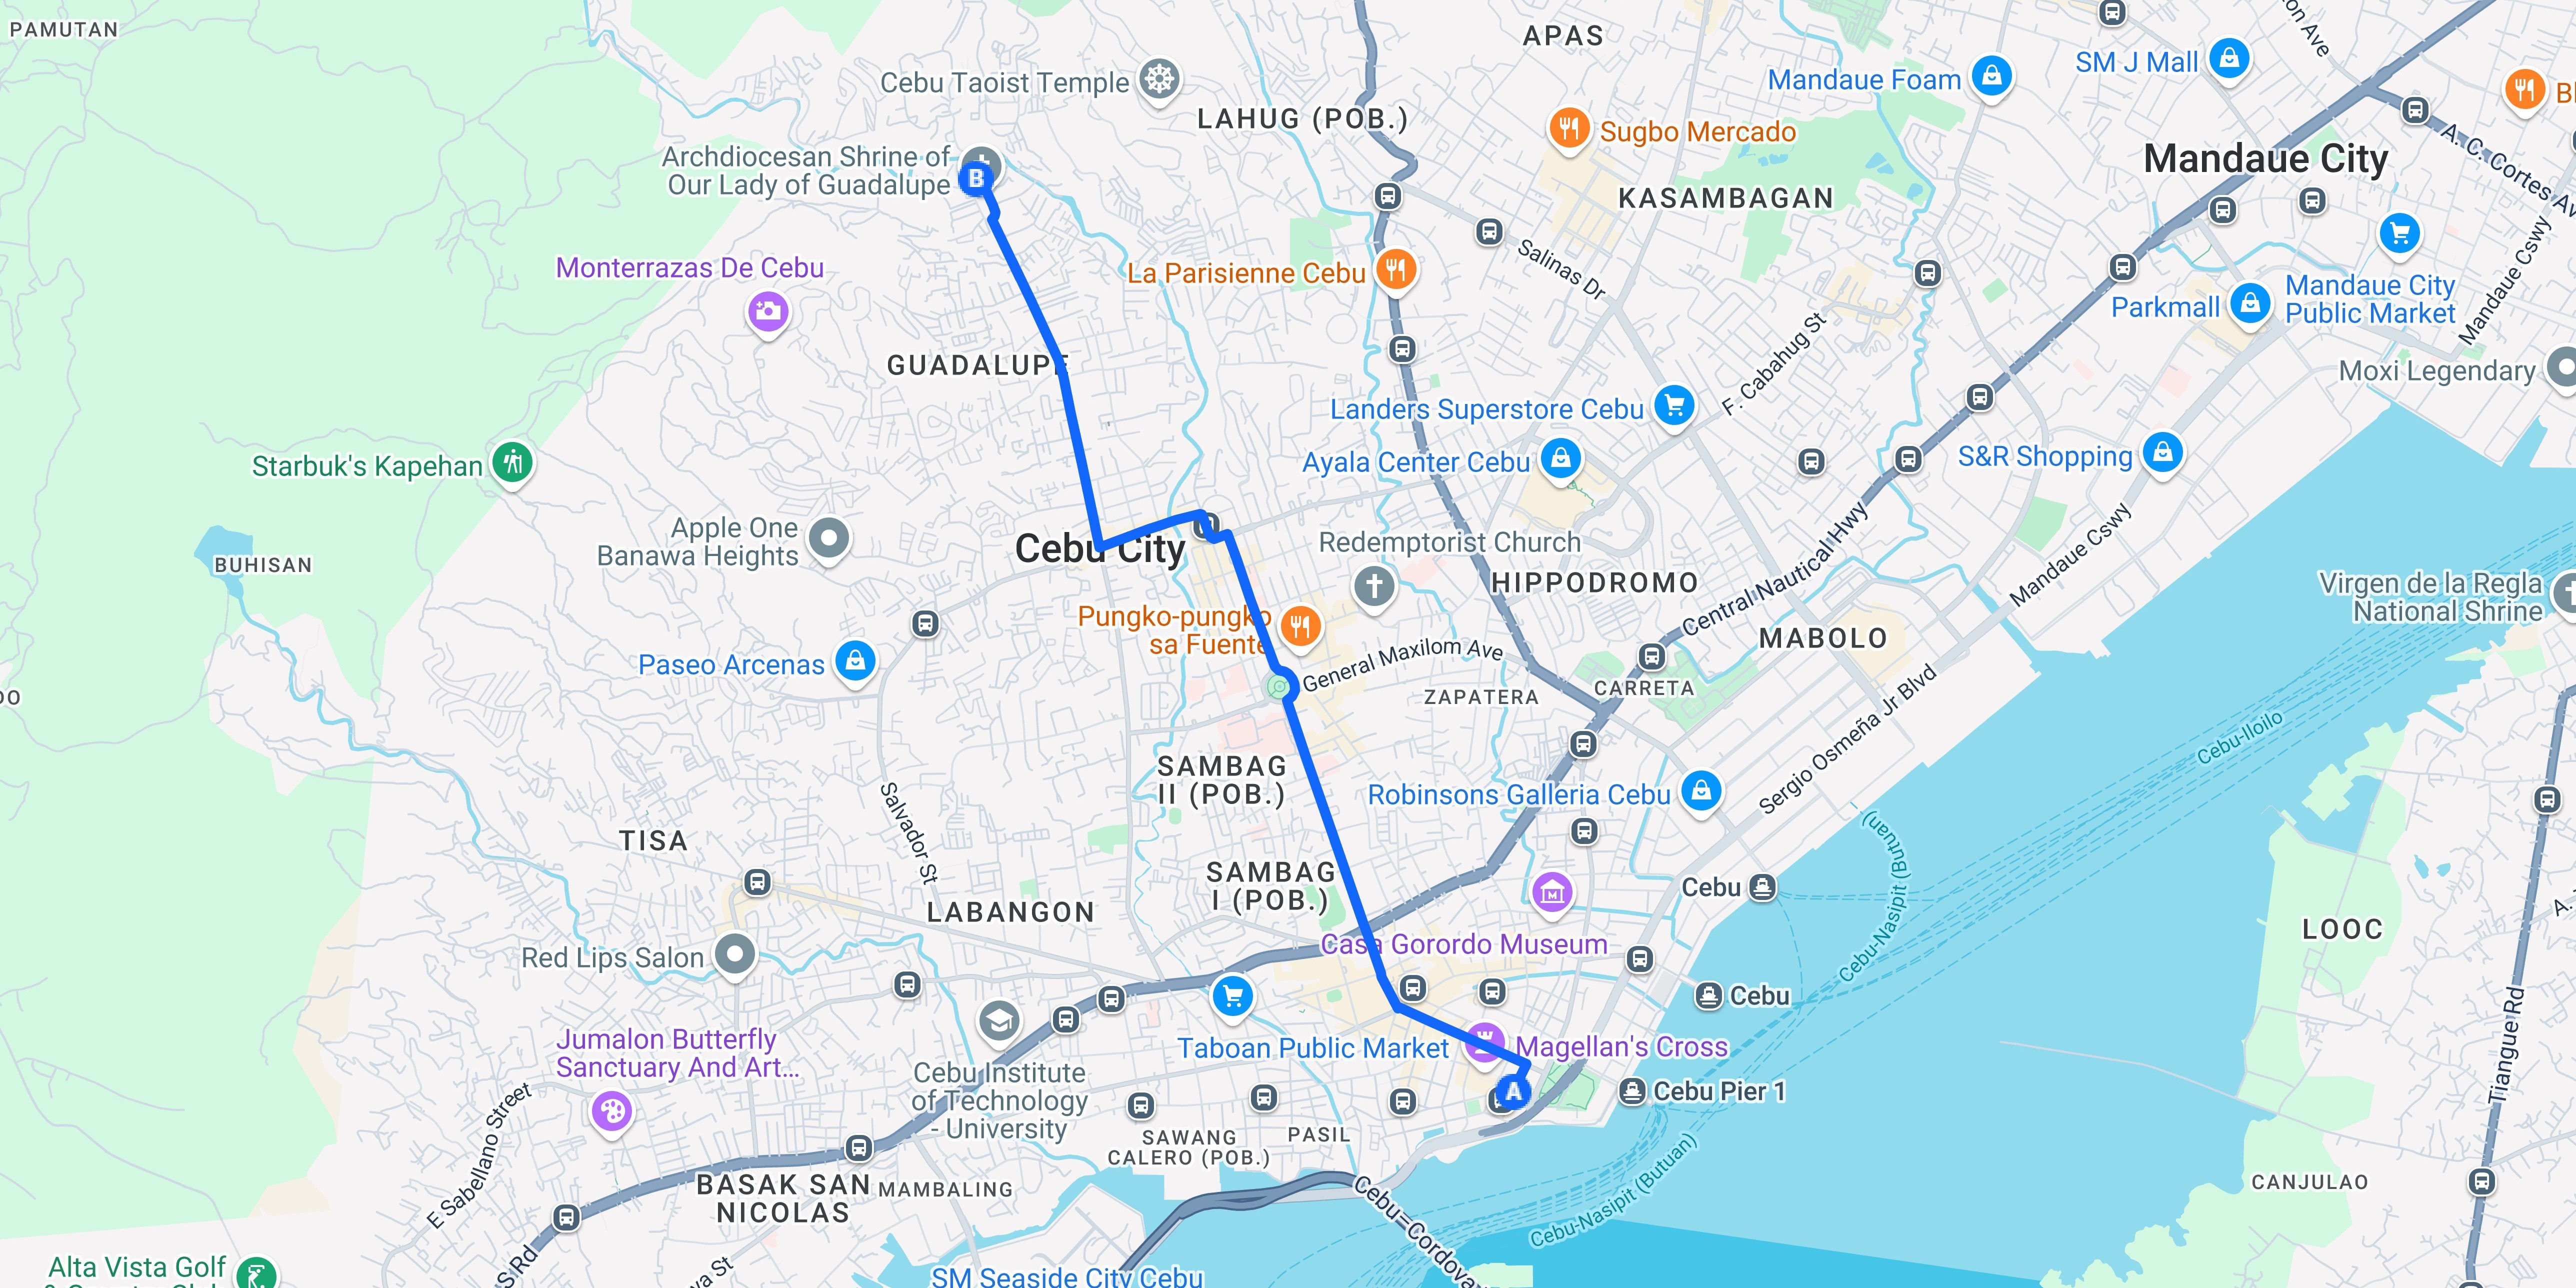 PAMUTAN
APAS
on Ave
Cebu Taoist Temple
LAHUG (POB.)
Mandaue Foam
SM J Mall
Bl
Sugbo Mercado
A. C. Cortes Av
Mandaue City
Archdiocesan Shrine of
Our Lady of Guadalupe
B
KASAMBAGAN
Monterrazas De Cebu
La Parisienne Cebu
Salinas Dr
Mandaue Cswy
Mandaue City
Public Market
Parkmall
GUADALUPE
F. Cabahug St
Moxi Legendary
Landers Superstore Cebu
Starbuk's Kapehan
Ayala Center Cebu
S&R Shopping
Apple One
Banawa Heights
Cebu City
Redemptorist Church
Central Nautical Hwy
Mandaue Cswy
BUHISAN
HIPPODROMO
Virgen de la Regla
National Shrine
Pungko-pungko
sa Fuente
MABOLO
Paseo Arcenas
General Maxilom Ave
ZAPATERA
CARRETA
DO
Sergio Osmeña Jr Blvd
Cebu-Iloilo
SAMBAG
II (POB.)
Robinsons Galleria Cebu
Salvador St
TISA
Cebu-Nasipit (Butuan)
SAMBAG
I (POB.)
Cebu
A.
LABANGON
LOOC
Casa Gorordo Museum
Red Lips Salon
Cebu
Jumalon Butterfly
Sanctuary And Art...
Taboan Public Market
Magellan's Cross
Tiangue Rd
Cebu Institute
of Technology
- University
A
Cebu Pier 1
E Sabellano Street
SAWANG
CALERO (POB.)
PASIL
Cebu-Nasipit (Butuan)
BASAK SAN
NICOLAS
MAMBALING
CANJULAO
Cebu=Cordova
S Rd
Alta Vista Golf
& Country Club
va St
SM Seaside City Cebu